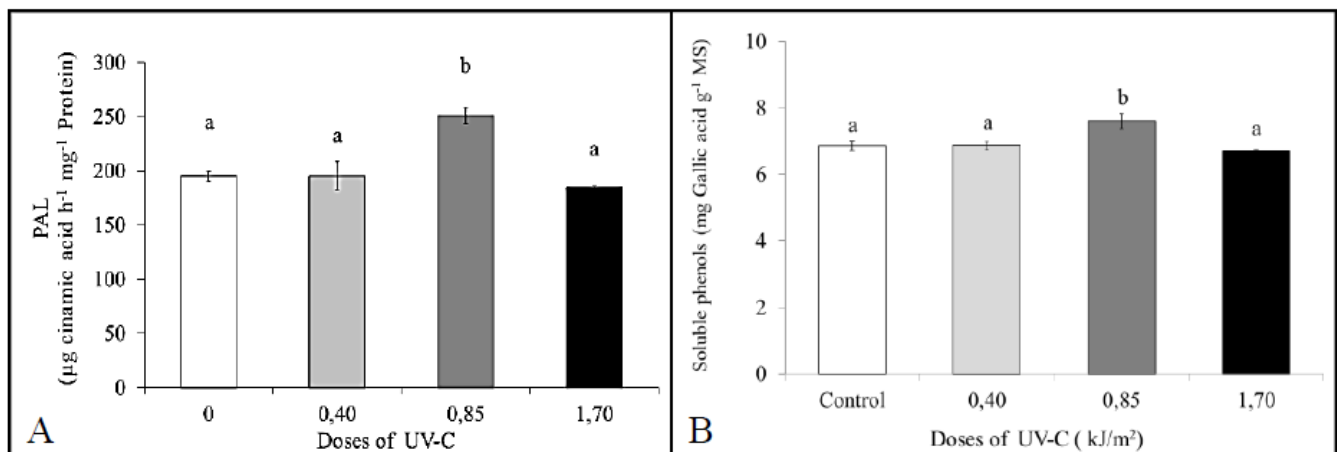 PAL
(µg cinamic acid h⁻¹ mg⁻¹ Protein)
300
250
200
150
100
50
0
a
a
b
a
0
0,40
0,85
1,70
Doses of UV-C
A
Soluble phenols (mg Gallic acid g⁻¹ MS)
10
8
6
4
2
0
a
a
b
a
Control
0,40
0,85
1,70
Doses of UV-C ( kJ/m²)
B